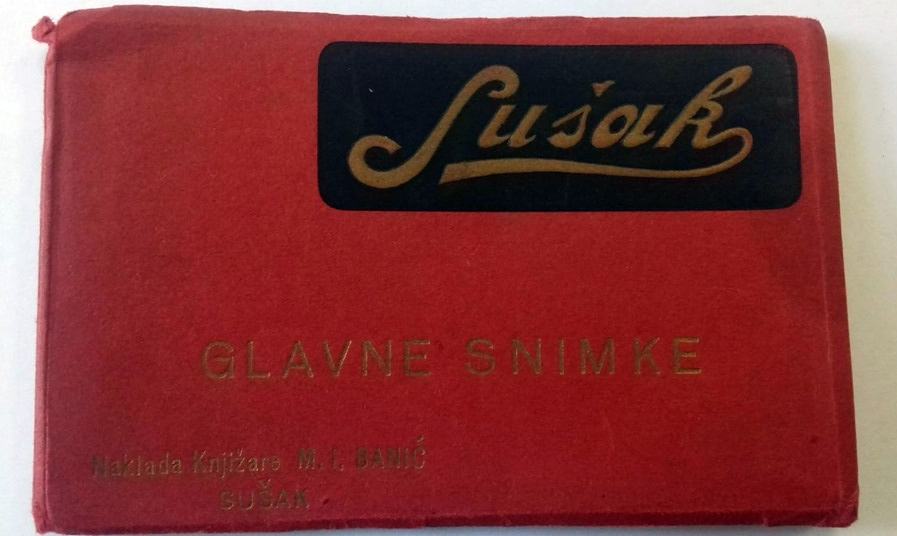 Sušak
GLAVNE SNIMKE
Naklada Knjižare M. I. BANIĆ
SUŠAK